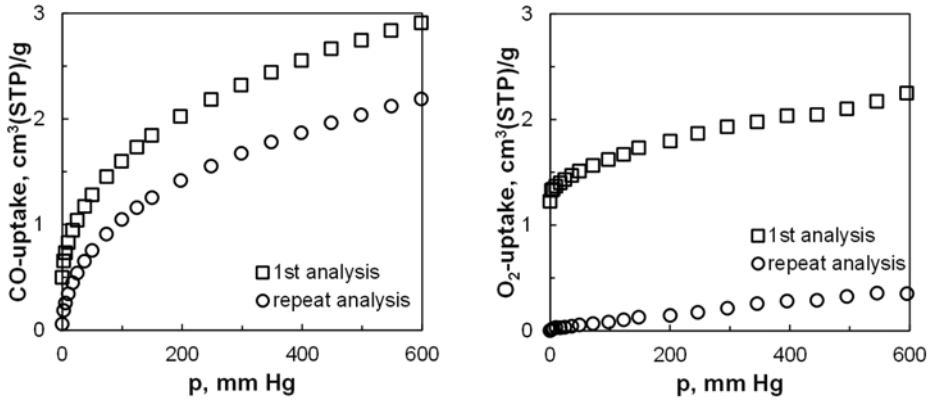 3
2
1
0
CO-uptake, cm³(STP)/g
1st analysis
repeat analysis
0 200 400 600
p, mm Hg
3
2
1
0
O₂-uptake, cm³(STP)/g
1st analysis
repeat analysis
0 200 400 600
p, mm Hg